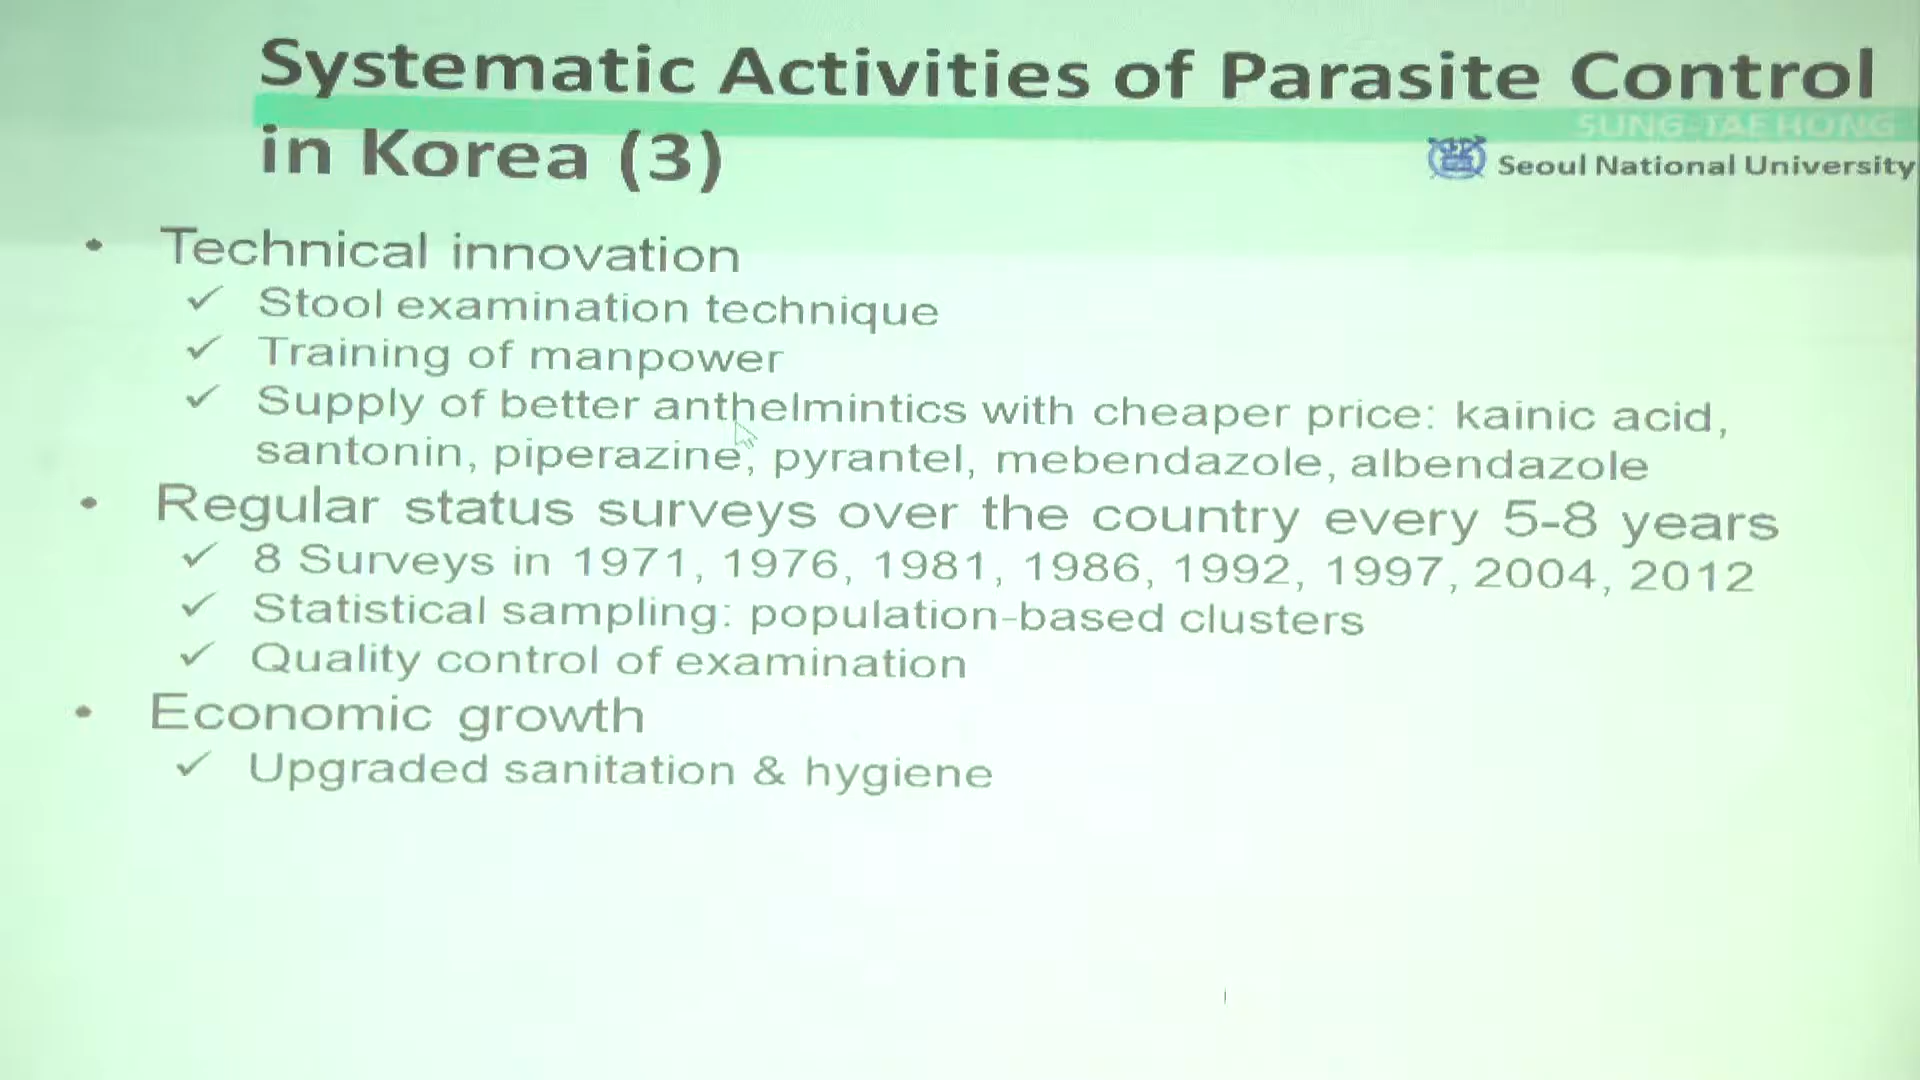 Systematic Activities of Parasite Control
SUNG-TAE HONG
in Korea (3)
Seoul National University
• Technical innovation
✓ Stool examination technique
✓ Training of manpower
✓ Supply of better anthelmintics with cheaper price: kainic acid,
santonin, piperazine, pyrantel, mebendazole, albendazole
• Regular status surveys over the country every 5-8 years
✓ 8 Surveys in 1971, 1976, 1981, 1986, 1992, 1997, 2004, 2012
✓ Statistical sampling: population-based clusters
✓ Quality control of examination
• Economic growth
✓ Upgraded sanitation & hygiene